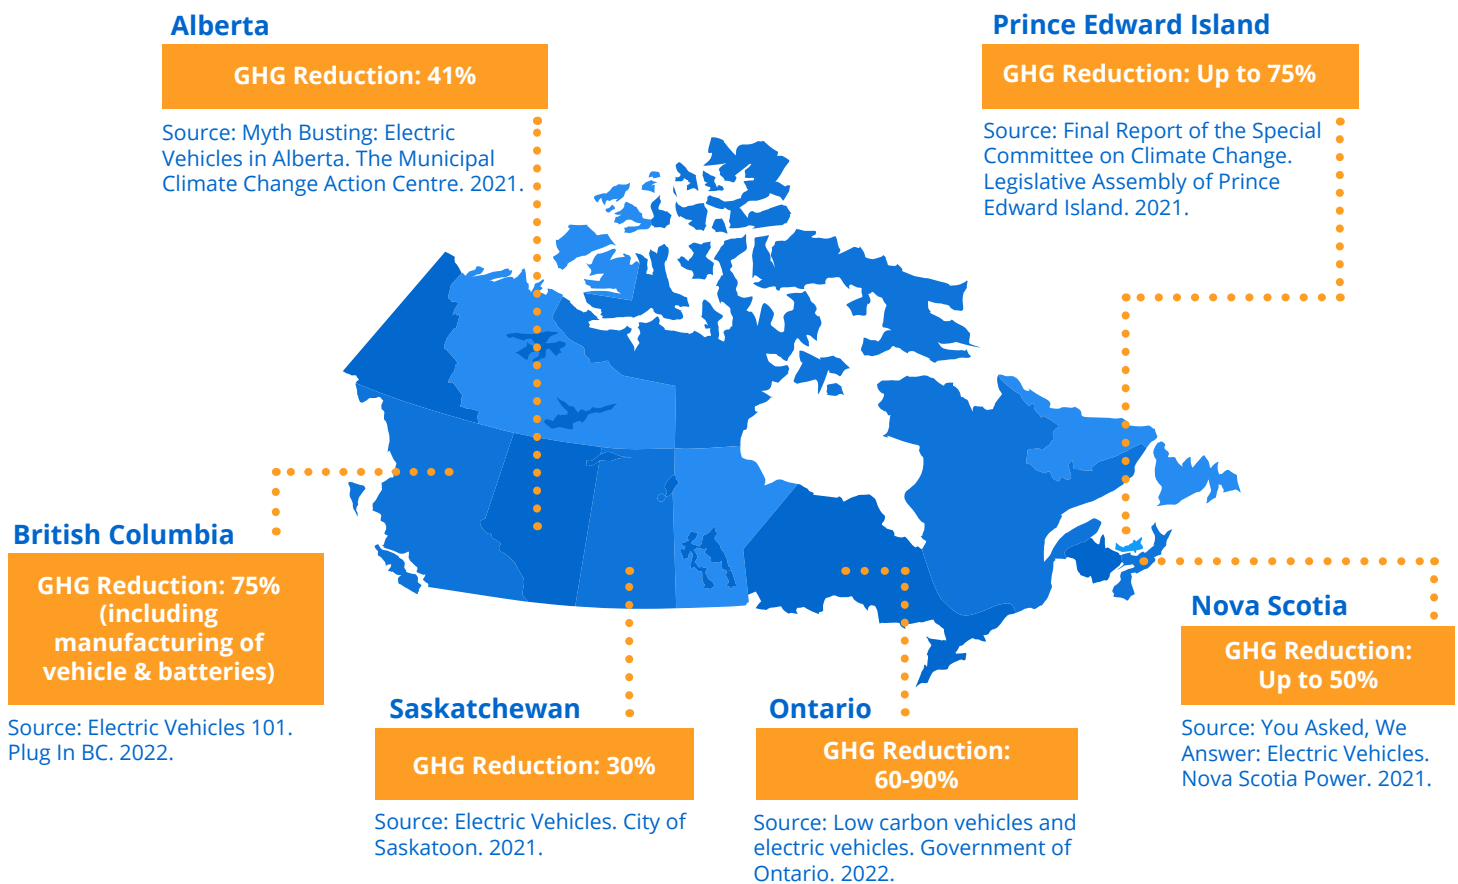 Alberta
GHG Reduction: 41%
Source: Myth Busting: Electric
Vehicles in Alberta. The Municipal
Climate Change Action Centre. 2021.
Prince Edward Island
GHG Reduction: Up to 75%
Source: Final Report of the Special
Committee on Climate Change.
Legislative Assembly of Prince
Edward Island. 2021.
British Columbia
GHG Reduction: 75%
(including
manufacturing of
vehicle & batteries)
Source: Electric Vehicles 101.
Plug In BC. 2022.
Saskatchewan
GHG Reduction: 30%
Source: Electric Vehicles. City of
Saskatoon. 2021.
Ontario
GHG Reduction:
60-90%
Source: Low carbon vehicles and
electric vehicles. Government of
Ontario. 2022.
Nova Scotia
GHG Reduction:
Up to 50%
Source: You Asked, We
Answer: Electric Vehicles.
Nova Scotia Power. 2021.